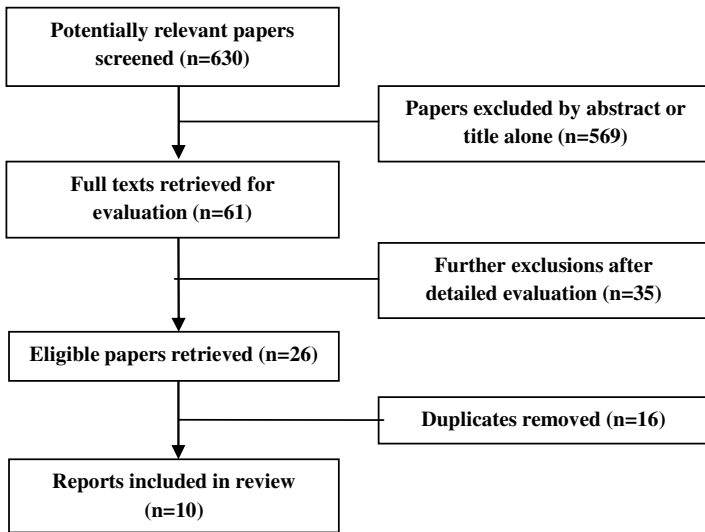 Potentially relevant papers
screened (n=630)
Papers excluded by abstract or
title alone (n=569)
Full texts retrieved for
evaluation (n=61)
Further exclusions after
detailed evaluation (n=35)
Eligible papers retrieved (n=26)
Duplicates removed (n=16)
Reports included in review
(n=10)